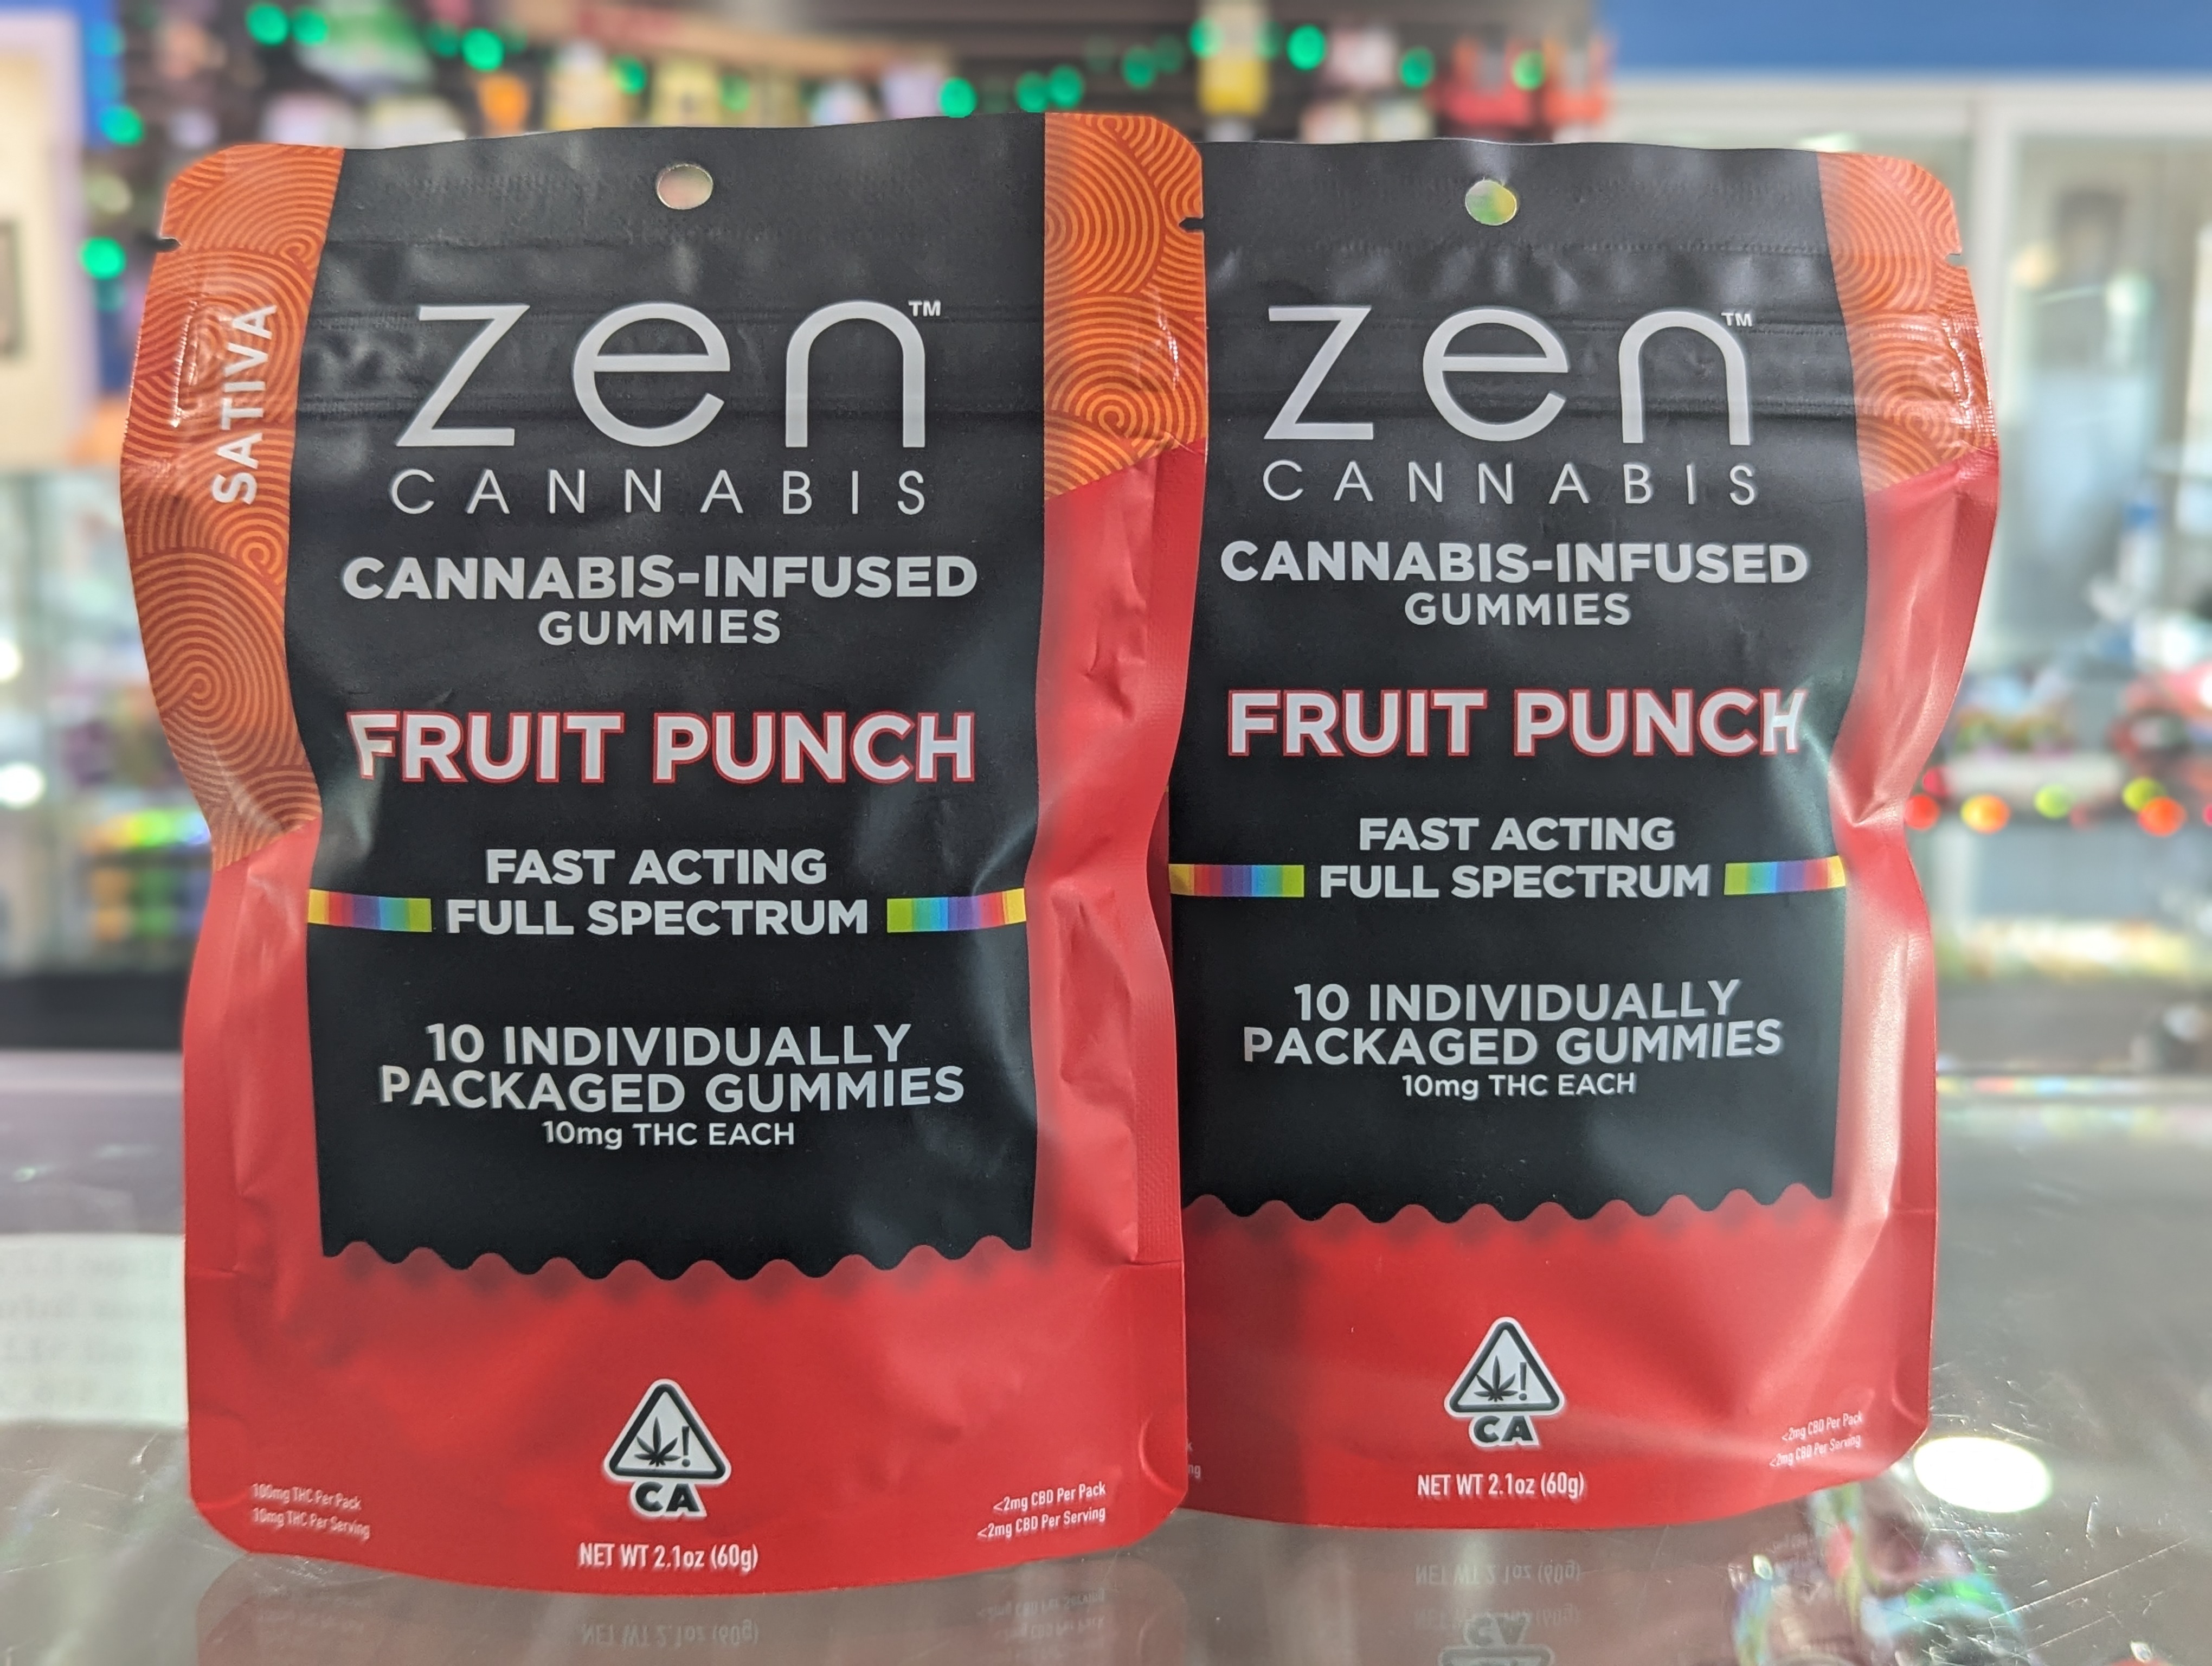 SATIVA
zen™
CANNABIS
CANNABIS-INFUSED
GUMMIES
FRUIT PUNCH
FAST ACTING
FULL SPECTRUM
10 INDIVIDUALLY
PACKAGED GUMMIES
10mg THC EACH
100mg THC Per Pack
10mg THC Per Serving
CA
NET WT 2.1oz (60g)
<2mg CBD Per Pack
<2mg CBD Per Serving
zen™
CANNABIS
CANNABIS-INFUSED
GUMMIES
FRUIT PUNCH
FAST ACTING
FULL SPECTRUM
10 INDIVIDUALLY
PACKAGED GUMMIES
10mg THC EACH
CA
NET WT 2.1oz (60g)
<2mg CBD Per Pack
<2mg CBD Per Serving